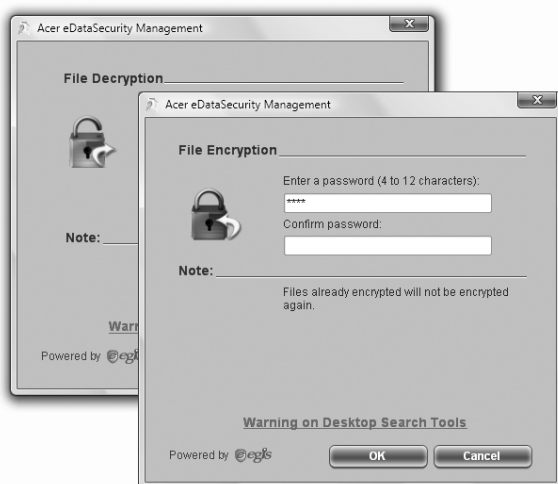 Acer eDataSecurity Management
File Decryption
Note:
Powered by
Acer eDataSecurity Management
File Encryption
Enter a password (4 to 12 characters):
****
Confirm password:
Note:
Files already encrypted will not be encrypted
again.
Warning on Desktop Search Tools
Powered by egis
OK
Cancel